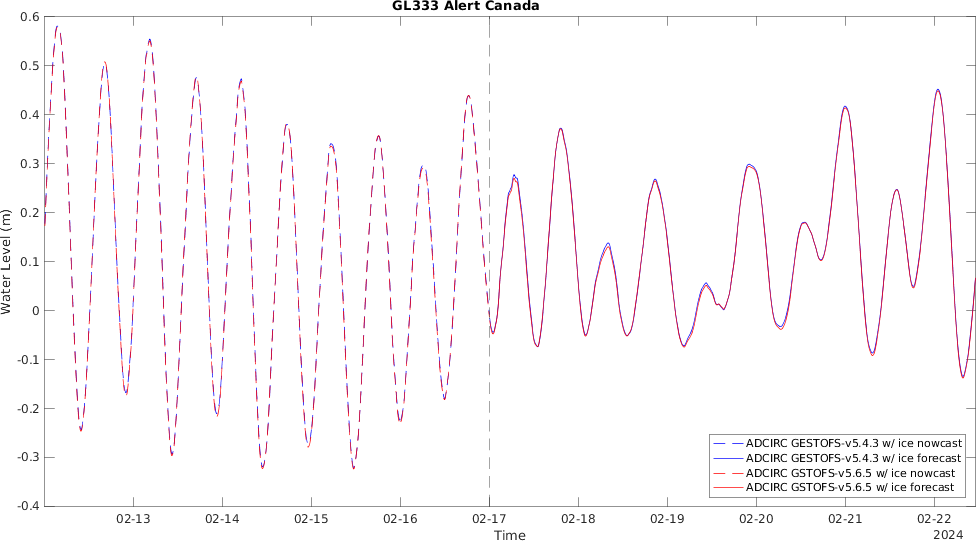 GL333 Alert Canada
0.6
0.5
0.4
0.3
0.2
0.1
0
-0.1
-0.2
-0.3
-0.4
Water Level (m)
ADCIRC GESTOFS-v5.4.3 w/ ice nowcast
ADCIRC GESTOFS-v5.4.3 w/ ice forecast
ADCIRC GSTOFS-v5.6.5 w/ ice nowcast
ADCIRC GSTOFS-v5.6.5 w/ ice forecast
02-13 02-14 02-15 02-16 02-17 02-18 02-19 02-20 02-21 02-22
Time
2024